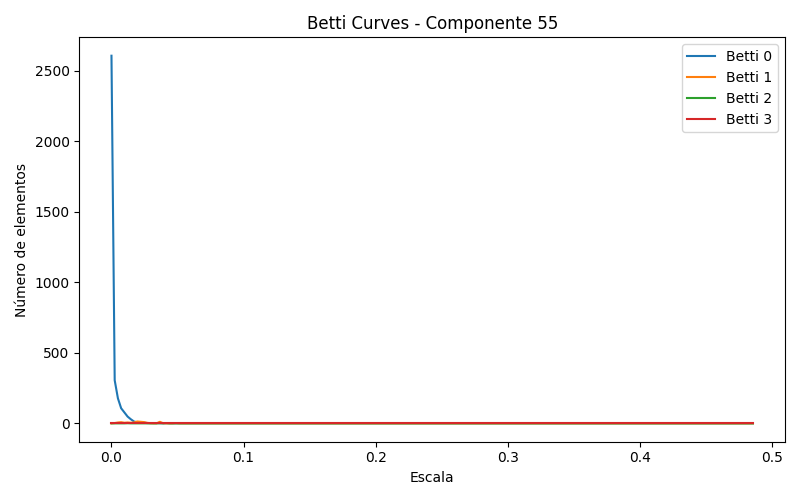 Betti Curves - Componente 55
Número de elementos
2500
2000
1500
1000
500
0
0.0
0.1
0.2
0.3
0.4
0.5
Escala
Betti 0
Betti 1
Betti 2
Betti 3